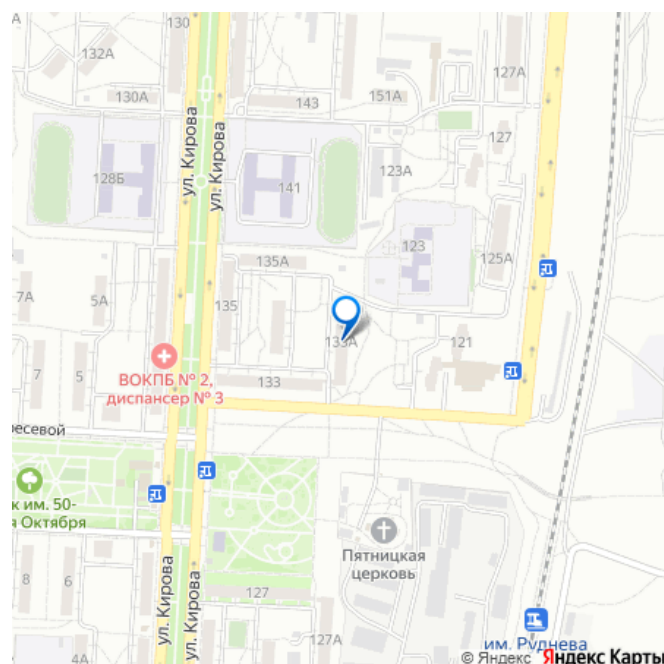 130
132А
127А
130А
143
151А
ул. Кирова
ул. Кирова
127
128Б
141
123А
123
125А
135А
7А
5А
135
133А
121
7
5
ВОКПБ № 2,
диспансер № 3
133
ресевой
к им. 50-
я Октября
Пятницкая
церковь
8
6
127
ул. Кирова
ул. Кирова
4А
127А
им. Руднева
© Яндекс Яндекс Карты